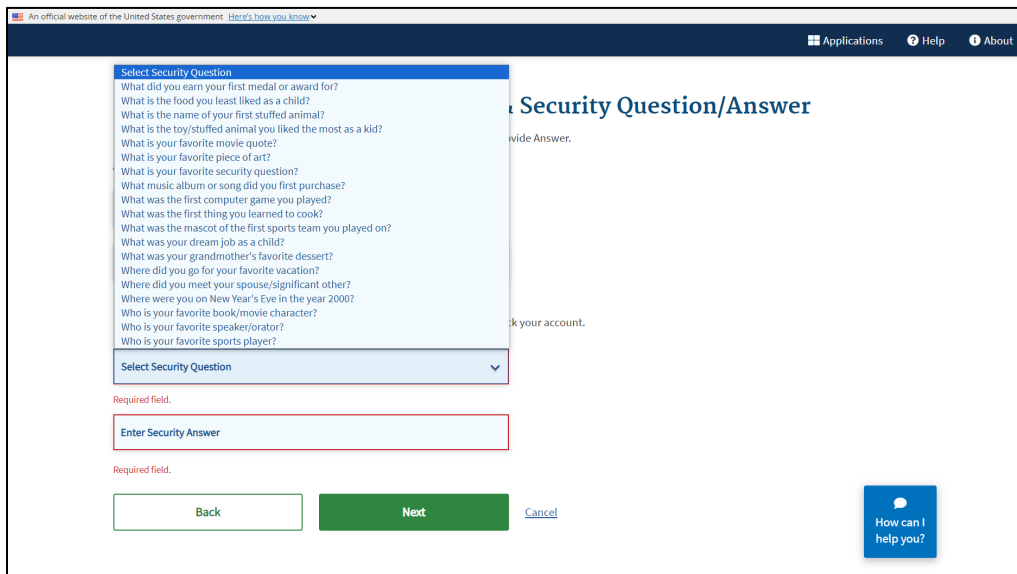 An official website of the United States government Here's how you know
Applications Help About
Select Security Question
What did you earn your first medal or award for?
What is the food you least liked as a child?
What is the name of your first stuffed animal?
What is the toy/stuffed animal you liked the most as a kid?
What is your favorite movie quote?
What is your favorite piece of art?
What is your favorite security question?
What music album or song did you first purchase?
What was the first computer game you played?
What was the first thing you learned to cook?
What was the mascot of the first sports team you played on?
What was your dream job as a child?
What was your grandmother's favorite dessert?
Where did you go for your favorite vacation?
Where did you meet your spouse/significant other?
Where were you on New Year's Eve in the year 2000?
Who is your favorite book/movie character?
Who is your favorite speaker/orator?
Who is your favorite sports player?
& Security Question/Answer
Answer.
your account.
Select Security Question
Required field.
Enter Security Answer
Required field.
Back Next Cancel
How can I
help you?